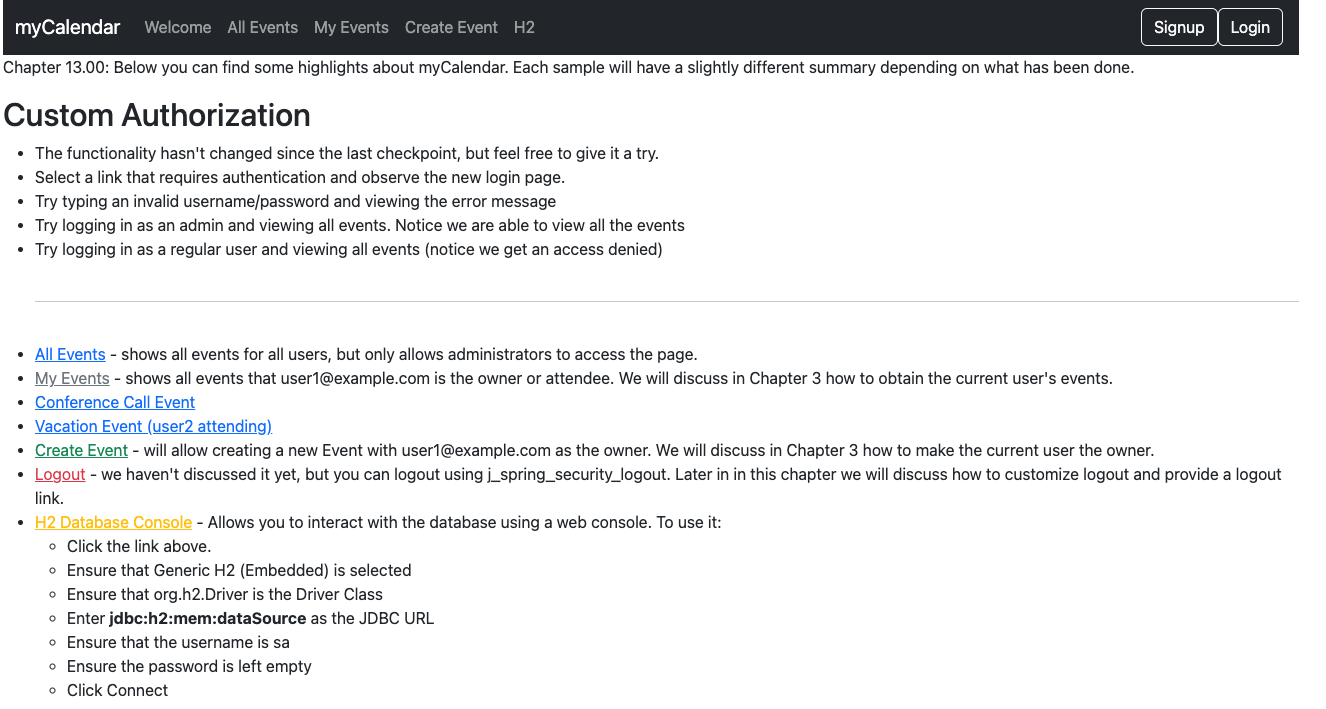 myCalendar Welcome All Events My Events Create Event H2 Signup Login
Chapter 13.00: Below you can find some highlights about myCalendar. Each sample will have a slightly different summary depending on what has been done.
Custom Authorization
• The functionality hasn't changed since the last checkpoint, but feel free to give it a try.
• Select a link that requires authentication and observe the new login page.
• Try typing an invalid username/password and viewing the error message
• Try logging in as an admin and viewing all events. Notice we are able to view all the events
• Try logging in as a regular user and viewing all events (notice we get an access denied)
• All Events - shows all events for all users, but only allows administrators to access the page.
• My Events - shows all events that user1@example.com is the owner or attendee. We will discuss in Chapter 3 how to obtain the current user's events.
• Conference Call Event
• Vacation Event (user2 attending)
• Create Event - will allow creating a new Event with user1@example.com as the owner. We will discuss in Chapter 3 how to make the current user the owner.
• Logout - we haven't discussed it yet, but you can logout using j_spring_security_logout. Later in in this chapter we will discuss how to customize logout and provide a logout
link.
• H2 Database Console - Allows you to interact with the database using a web console. To use it:
◦ Click the link above.
◦ Ensure that Generic H2 (Embedded) is selected
◦ Ensure that org.h2.Driver is the Driver Class
◦ Enter jdbc:h2:mem:dataSource as the JDBC URL
◦ Ensure that the username is sa
◦ Ensure the password is left empty
◦ Click Connect